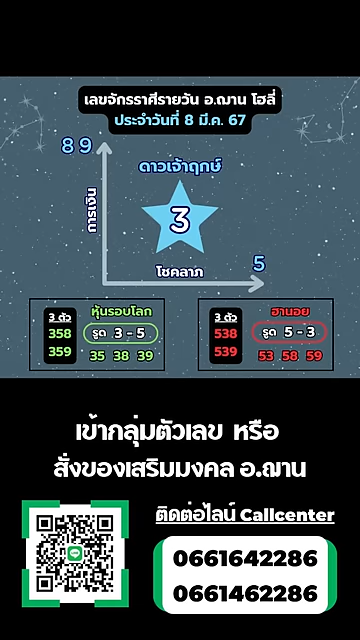 เลขจักรราศีรายวัน อ.ฌาน โฮลี่
ประจำวันที่ 8 มี.ค. 67
8 9
ดาวเจ้าฤกษ์
การเงิน
3
โชคลาภ
5
3 ตัว
358
359
หุ้นรอบโลก
รูด 3 - 5
35 38 39
3 ตัว
538
539
ฮานอย
รูด 5 - 3
53 58 59
เข้ากลุ่มตัวเลข หรือ
สั่งของเสริมมงคล อ.ฌาน
ติดต่อไลน์ Callcenter
0661642286
0661462286